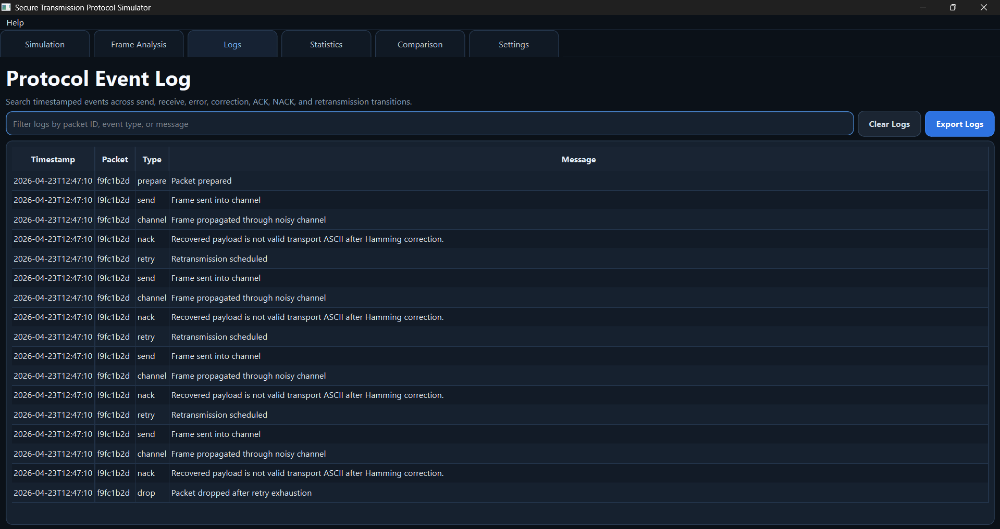 Secure Transmission Protocol Simulator
Help
Simulation Frame Analysis Logs Statistics Comparison Settings
Protocol Event Log
Search timestamped events across send, receive, error, correction, ACK, NACK, and retransmission transitions.
Filter logs by packet ID, event type, or message Clear Logs Export Logs
Timestamp Packet Type Message
2026-04-23T12:47:10 f9fc1b2d prepare Packet prepared
2026-04-23T12:47:10 f9fc1b2d send Frame sent into channel
2026-04-23T12:47:10 f9fc1b2d channel Frame propagated through noisy channel
2026-04-23T12:47:10 f9fc1b2d nack Recovered payload is not valid transport ASCII after Hamming correction.
2026-04-23T12:47:10 f9fc1b2d retry Retransmission scheduled
2026-04-23T12:47:10 f9fc1b2d send Frame sent into channel
2026-04-23T12:47:10 f9fc1b2d channel Frame propagated through noisy channel
2026-04-23T12:47:10 f9fc1b2d nack Recovered payload is not valid transport ASCII after Hamming correction.
2026-04-23T12:47:10 f9fc1b2d retry Retransmission scheduled
2026-04-23T12:47:10 f9fc1b2d send Frame sent into channel
2026-04-23T12:47:10 f9fc1b2d channel Frame propagated through noisy channel
2026-04-23T12:47:10 f9fc1b2d nack Recovered payload is not valid transport ASCII after Hamming correction.
2026-04-23T12:47:10 f9fc1b2d retry Retransmission scheduled
2026-04-23T12:47:10 f9fc1b2d send Frame sent into channel
2026-04-23T12:47:10 f9fc1b2d channel Frame propagated through noisy channel
2026-04-23T12:47:10 f9fc1b2d nack Recovered payload is not valid transport ASCII after Hamming correction.
2026-04-23T12:47:10 f9fc1b2d drop Packet dropped after retry exhaustion